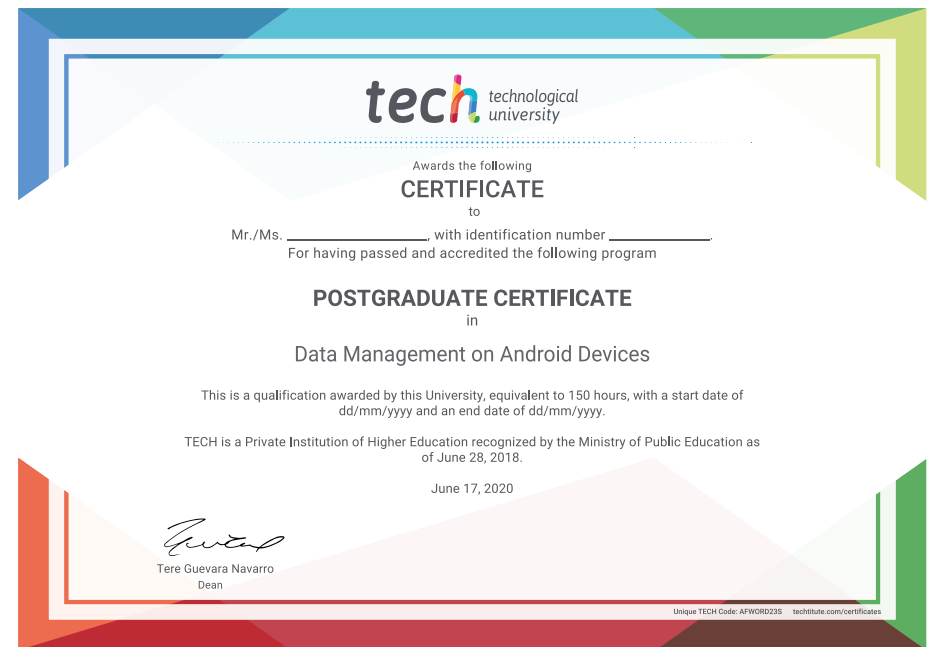 tech technological
university
Awards the following
CERTIFICATE
to
Mr./Ms. ____________________, with identification number ______________.
For having passed and accredited the following program
POSTGRADUATE CERTIFICATE
in
Data Management on Android Devices
This is a qualification awarded by this University, equivalent to 150 hours, with a start date of
dd/mm/yyyy and an end date of dd/mm/yyyy.
TECH is a Private Institution of Higher Education recognized by the Ministry of Public Education as
of June 28, 2018.
June 17, 2020
Tere Guevara Navarro
Dean
Unique TECH Code: AFWORD23S techtitute.com/certificates